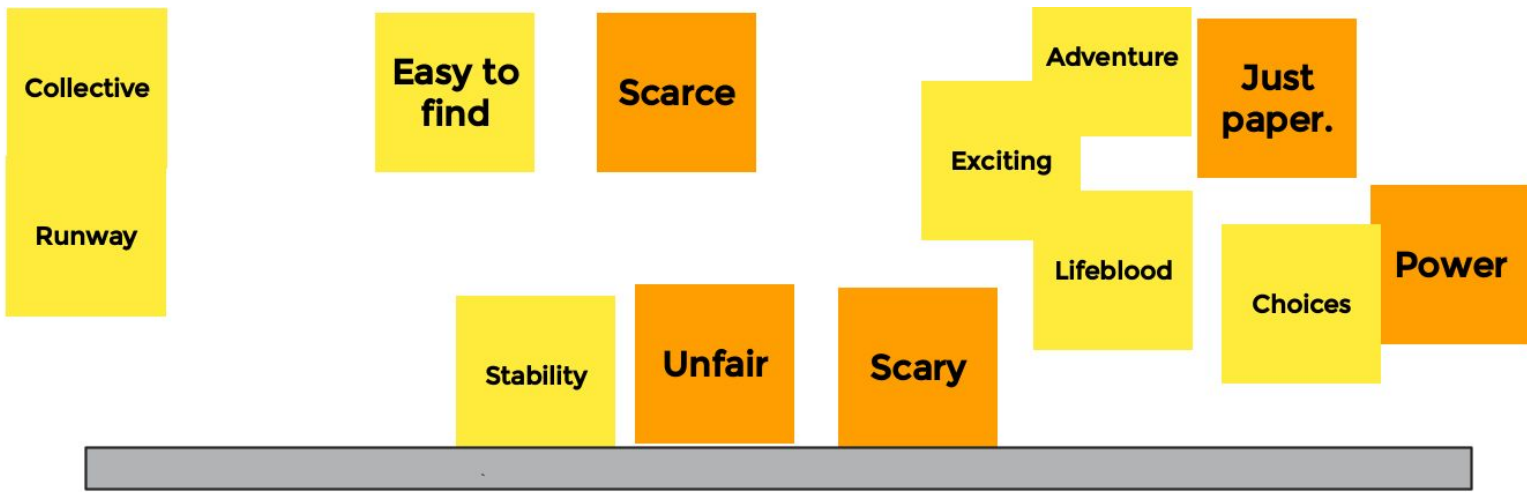 Collective
Runway
Easy to
find
Scarce
Adventure
Exciting
Lifeblood
Just
paper.
Power
Choices
Stability
Unfair
Scary